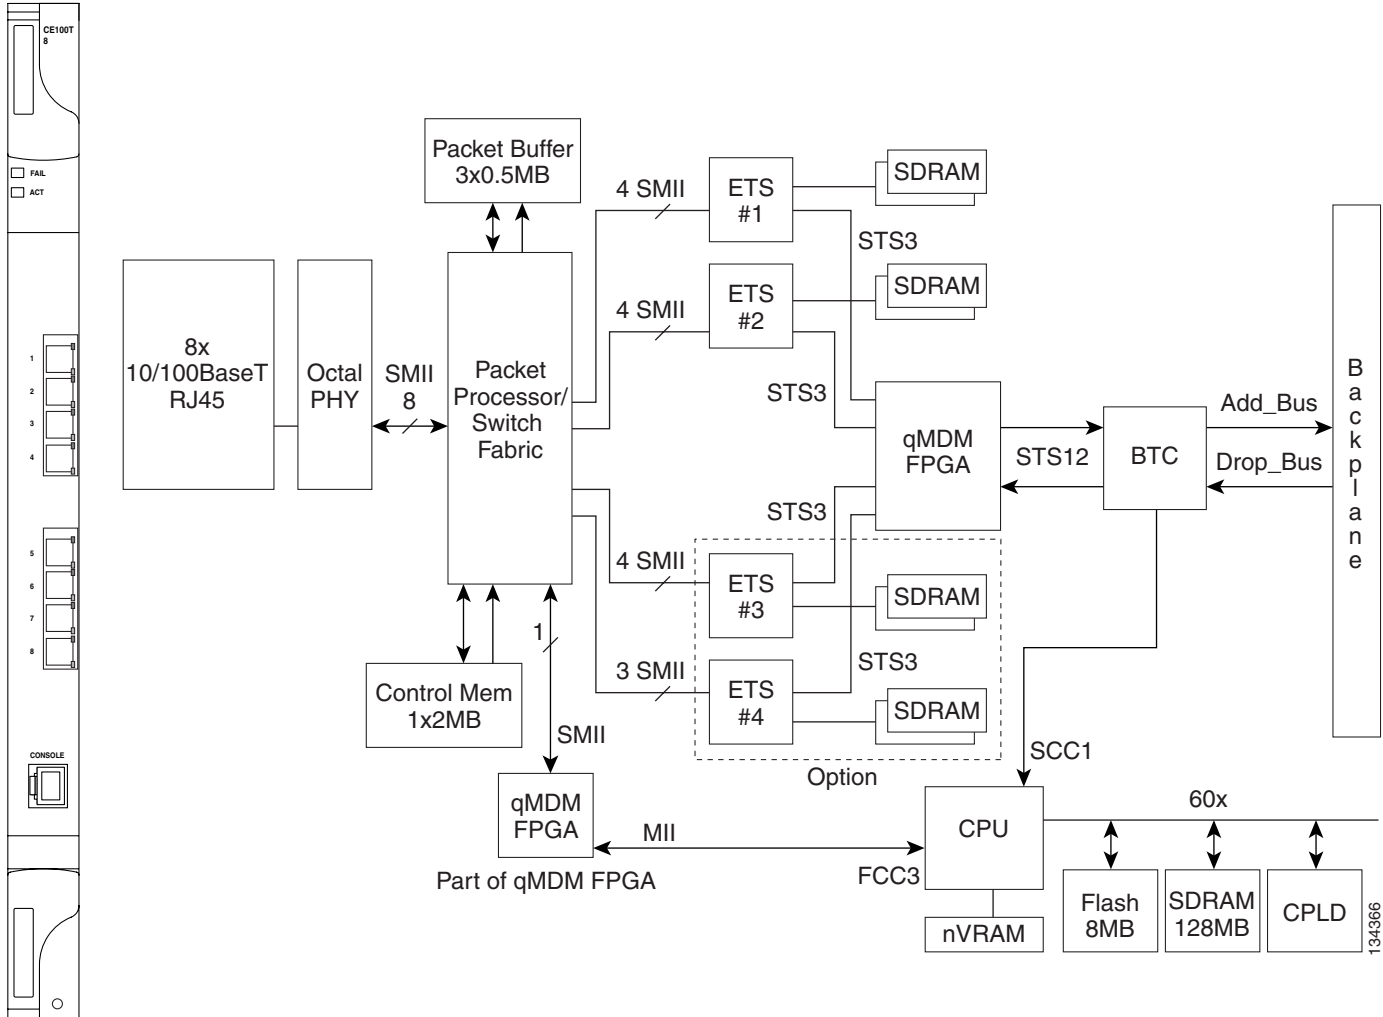 CE100T
8
FAIL
ACT
1
2
3
4
5
6
7
8
CONSOLE
8x
10/100BaseT
RJ45
Octal
PHY
SMII
8
Packet Buffer
3x0.5MB
Packet
Processor/
Switch
Fabric
Control Mem
1x2MB
1
SMII
qMDM
FPGA
Part of qMDM FPGA
MII
4 SMII
ETS
#1
SDRAM
STS3
4 SMII
ETS
#2
SDRAM
STS3
qMDM
FPGA
STS3
4 SMII
ETS
#3
SDRAM
STS3
3 SMII
ETS
#4
SDRAM
Option
STS12
BTC
Add_Bus
Drop_Bus
Backplane
SCC1
CPU
FCC3
nVRAM
60x
Flash
8MB
SDRAM
128MB
CPLD
134366